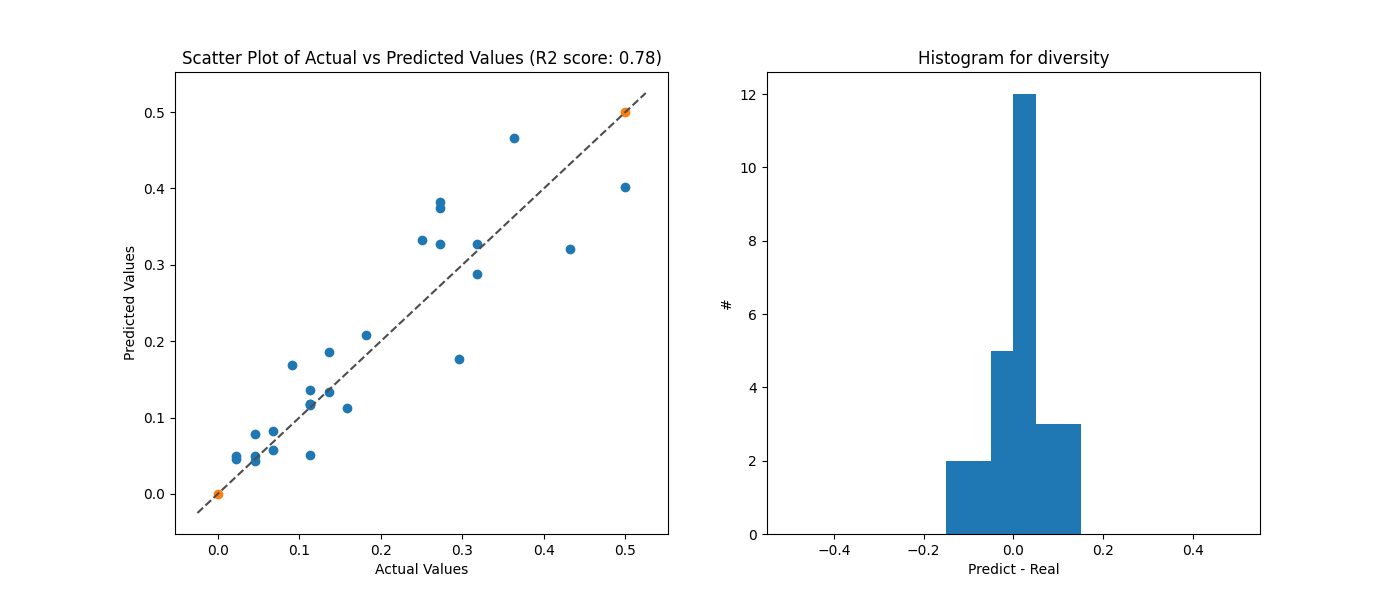 Scatter Plot of Actual vs Predicted Values (R2 score: 0.78)
0.5
0.4
0.3
0.2
0.1
0.0
Predicted Values
0.0 0.1 0.2 0.3 0.4 0.5
Actual Values
Histogram for diversity
12
10
8
6
4
2
0
#
−0.4 −0.2 0.0 0.2 0.4
Predict - Real